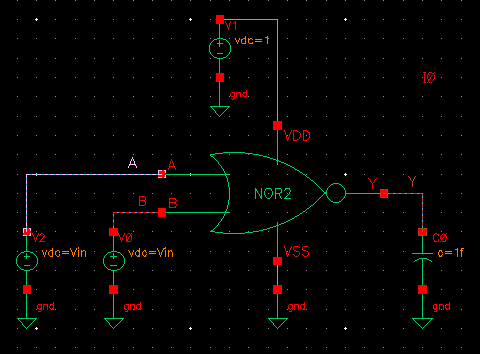 V1
vdc=1
gnd
I0
VDD
A
A
NOR2
Y
Y
B
B
V2
vdc=Vin
V0
vdc=Vin
VSS
C0
c=1f
gnd
gnd
gnd
gnd